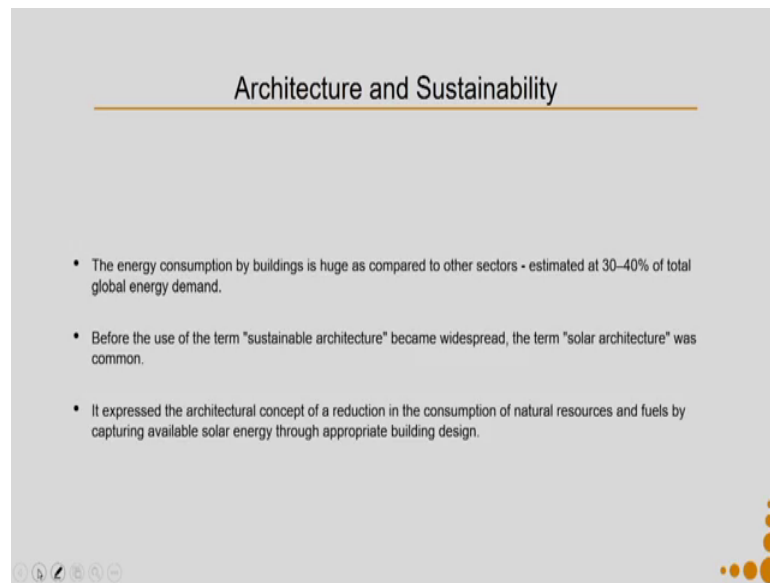 Architecture and Sustainability
• The energy consumption by buildings is huge as compared to other sectors - estimated at 30–40% of total
global energy demand.
• Before the use of the term "sustainable architecture" became widespread, the term "solar architecture" was
common.
• It expressed the architectural concept of a reduction in the consumption of natural resources and fuels by
capturing available solar energy through appropriate building design.